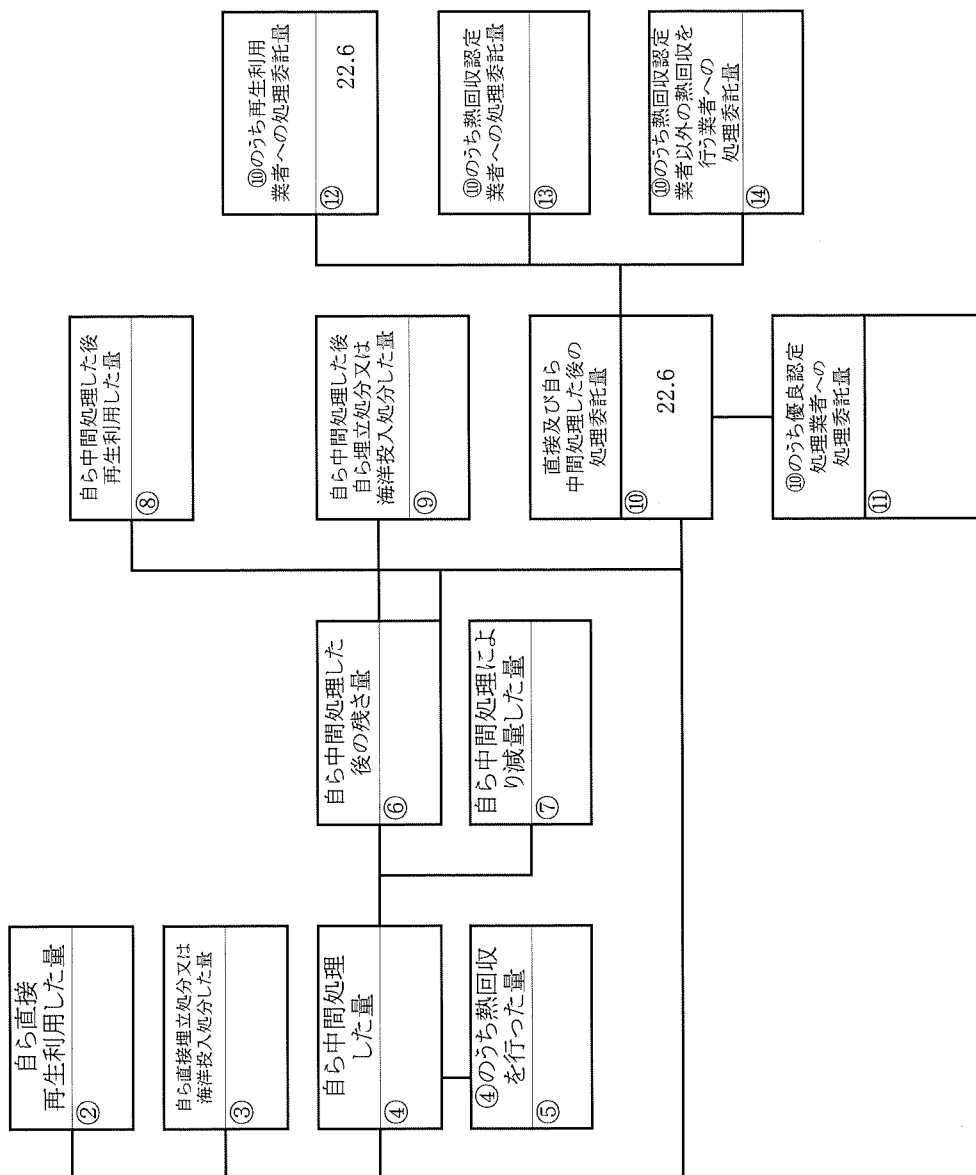 自ら直接
再生利用した量
②
自ら直接埋立処分又は
海洋投入処分した量
③
自ら中間処理
した量
④
④のうち熱回収
を行った量
⑤
自ら中間処理した
後の残さ量
⑥
自ら中間処理によ
り減量した量
⑦
自ら中間処理した後
再生利用した量
⑧
自ら中間処理した後
自ら埋立処分又は
海洋投入処分した量
⑨
直接及び自ら
中間処理した後の
処理委託量
⑩
22.6
⑩のうち優良認定
処理業者への
処理委託量
⑪
⑩のうち再生利用
業者への処理委託量
⑫
22.6
⑩のうち熱回収認定
業者への処理委託量
⑬
⑩のうち熱回収認定
業者以外の熱回収を
行う業者への
処理委託量
⑭